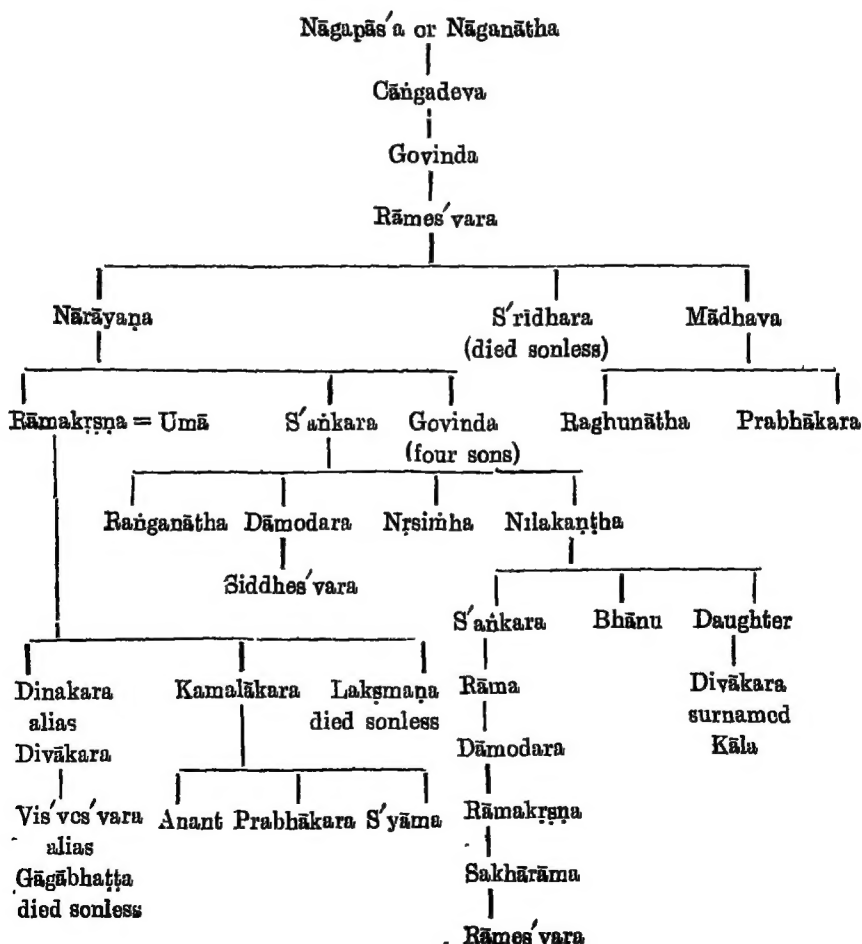 Nāgapās′a or Nāganātha
Cāṅgadeva
Govinda
Rāmes′vara
Nārāyaṇa S′rīdhara Mādhava
(died sonless)
Rāmakṛṣṇa = Umā S′aṅkara Govinda Raghunātha Prabhākara
(four sons)
Raṅganātha Dāmodara Nṛsiṁha Nīlakaṇṭha
Siddhes′vara
S′aṅkara Bhānu Daughter
Dinakara Kamalākara Lakṣmaṇa Rāma Divākara
alias died sonless surnamed
Divākara Dāmodara Kāla
Vis′ves′vara Anant Prabhākara S′yāma Rāmakṛṣṇa
alias
Gāgābhaṭṭa Sakhārāma
died sonless
Rāmes′vara